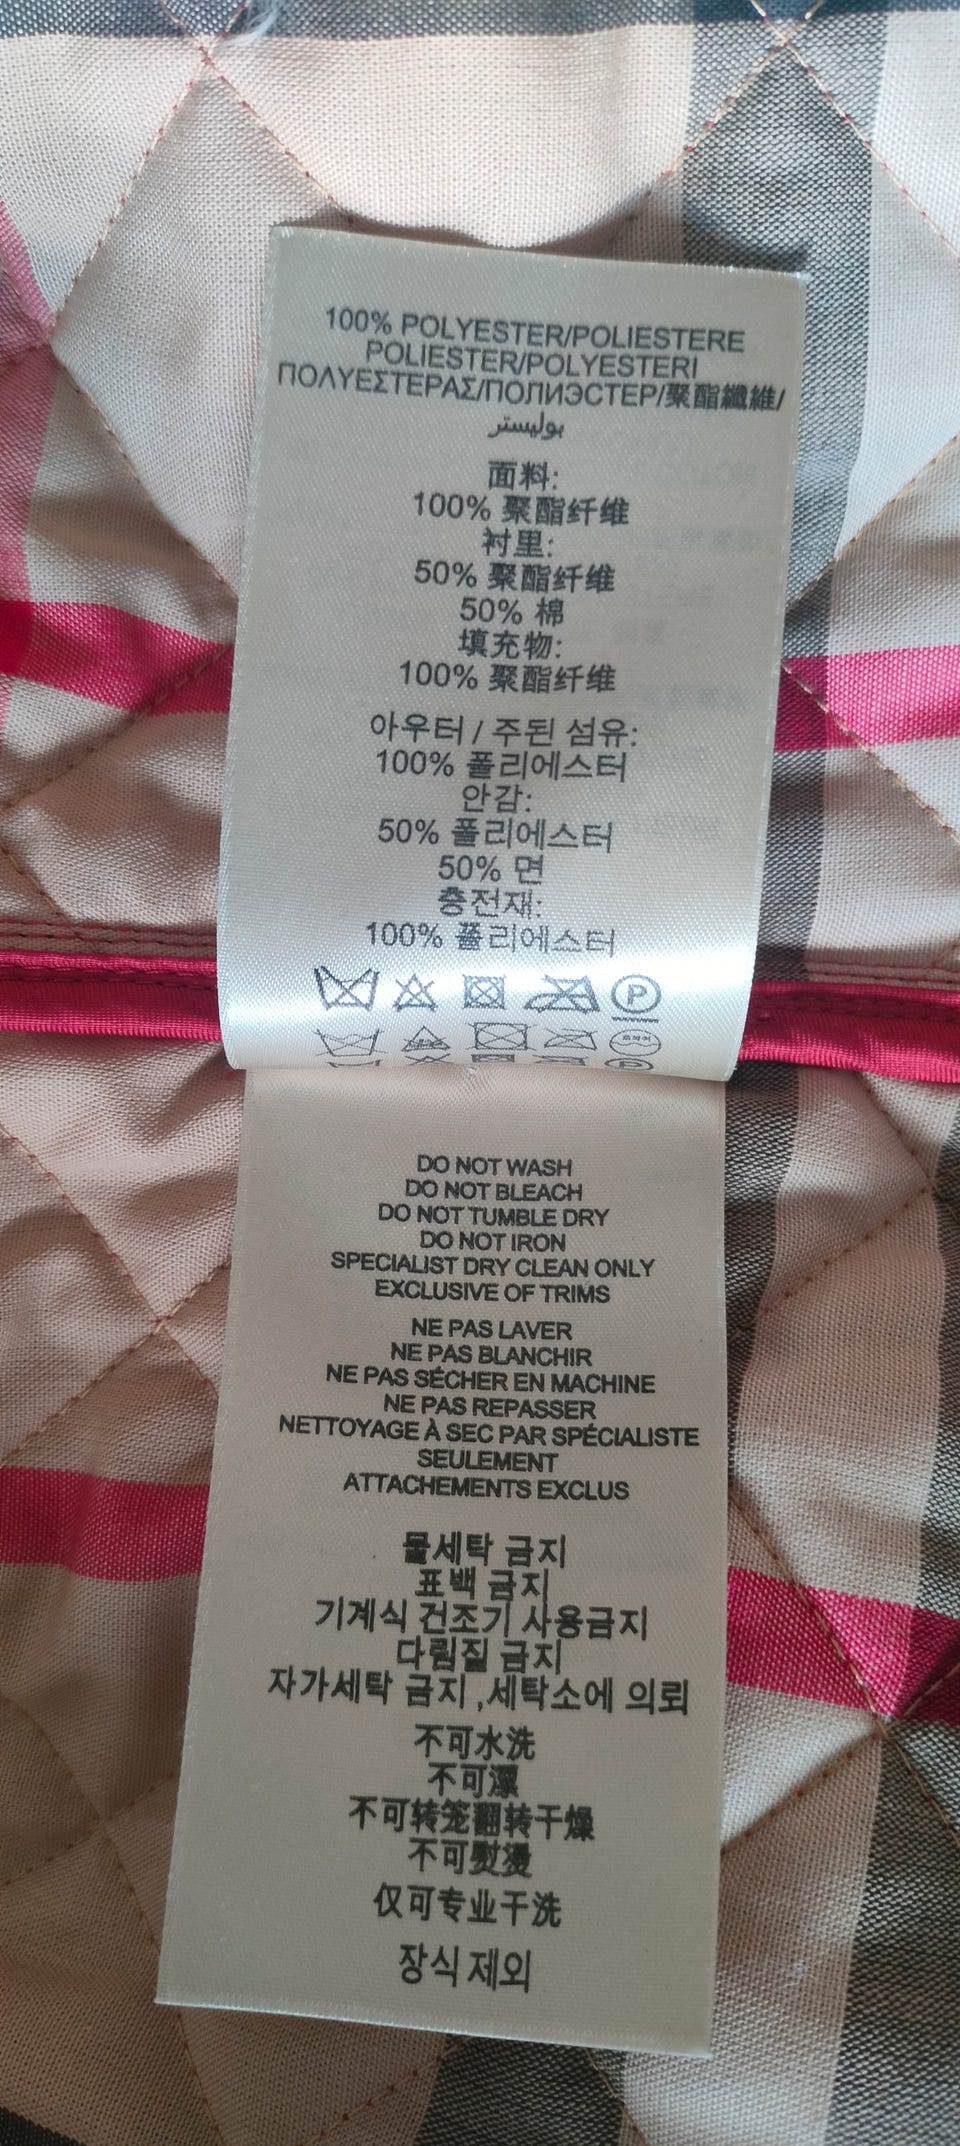 100% POLYESTER/POLIESTERE
POLIESTER/POLYESTERI
ΠΟΛΥΕΣΤΕΡΑΣ/ПОЛИЭСТЕР/聚酯纖維/
بوليستر
面料:
100% 聚酯纤维
衬里:
50% 聚酯纤维
50% 棉
填充物:
100% 聚酯纤维
아우터 / 주된 섬유:
100% 폴리에스터
안감:
50% 폴리에스터
50% 면
충전재:
100% 폴리에스터
P
P
DO NOT WASH
DO NOT BLEACH
DO NOT TUMBLE DRY
DO NOT IRON
SPECIALIST DRY CLEAN ONLY
EXCLUSIVE OF TRIMS
NE PAS LAVER
NE PAS BLANCHIR
NE PAS SÉCHER EN MACHINE
NE PAS REPASSER
NETTOYAGE À SEC PAR SPÉCIALISTE
SEULEMENT
ATTACHEMENTS EXCLUS
물세탁 금지
표백 금지
기계식 건조기 사용금지
다림질 금지
자가세탁 금지 ,세탁소에 의뢰
不可水洗
不可漂
不可转笼翻转干燥
不可熨烫
仅可专业干洗
장식 제외